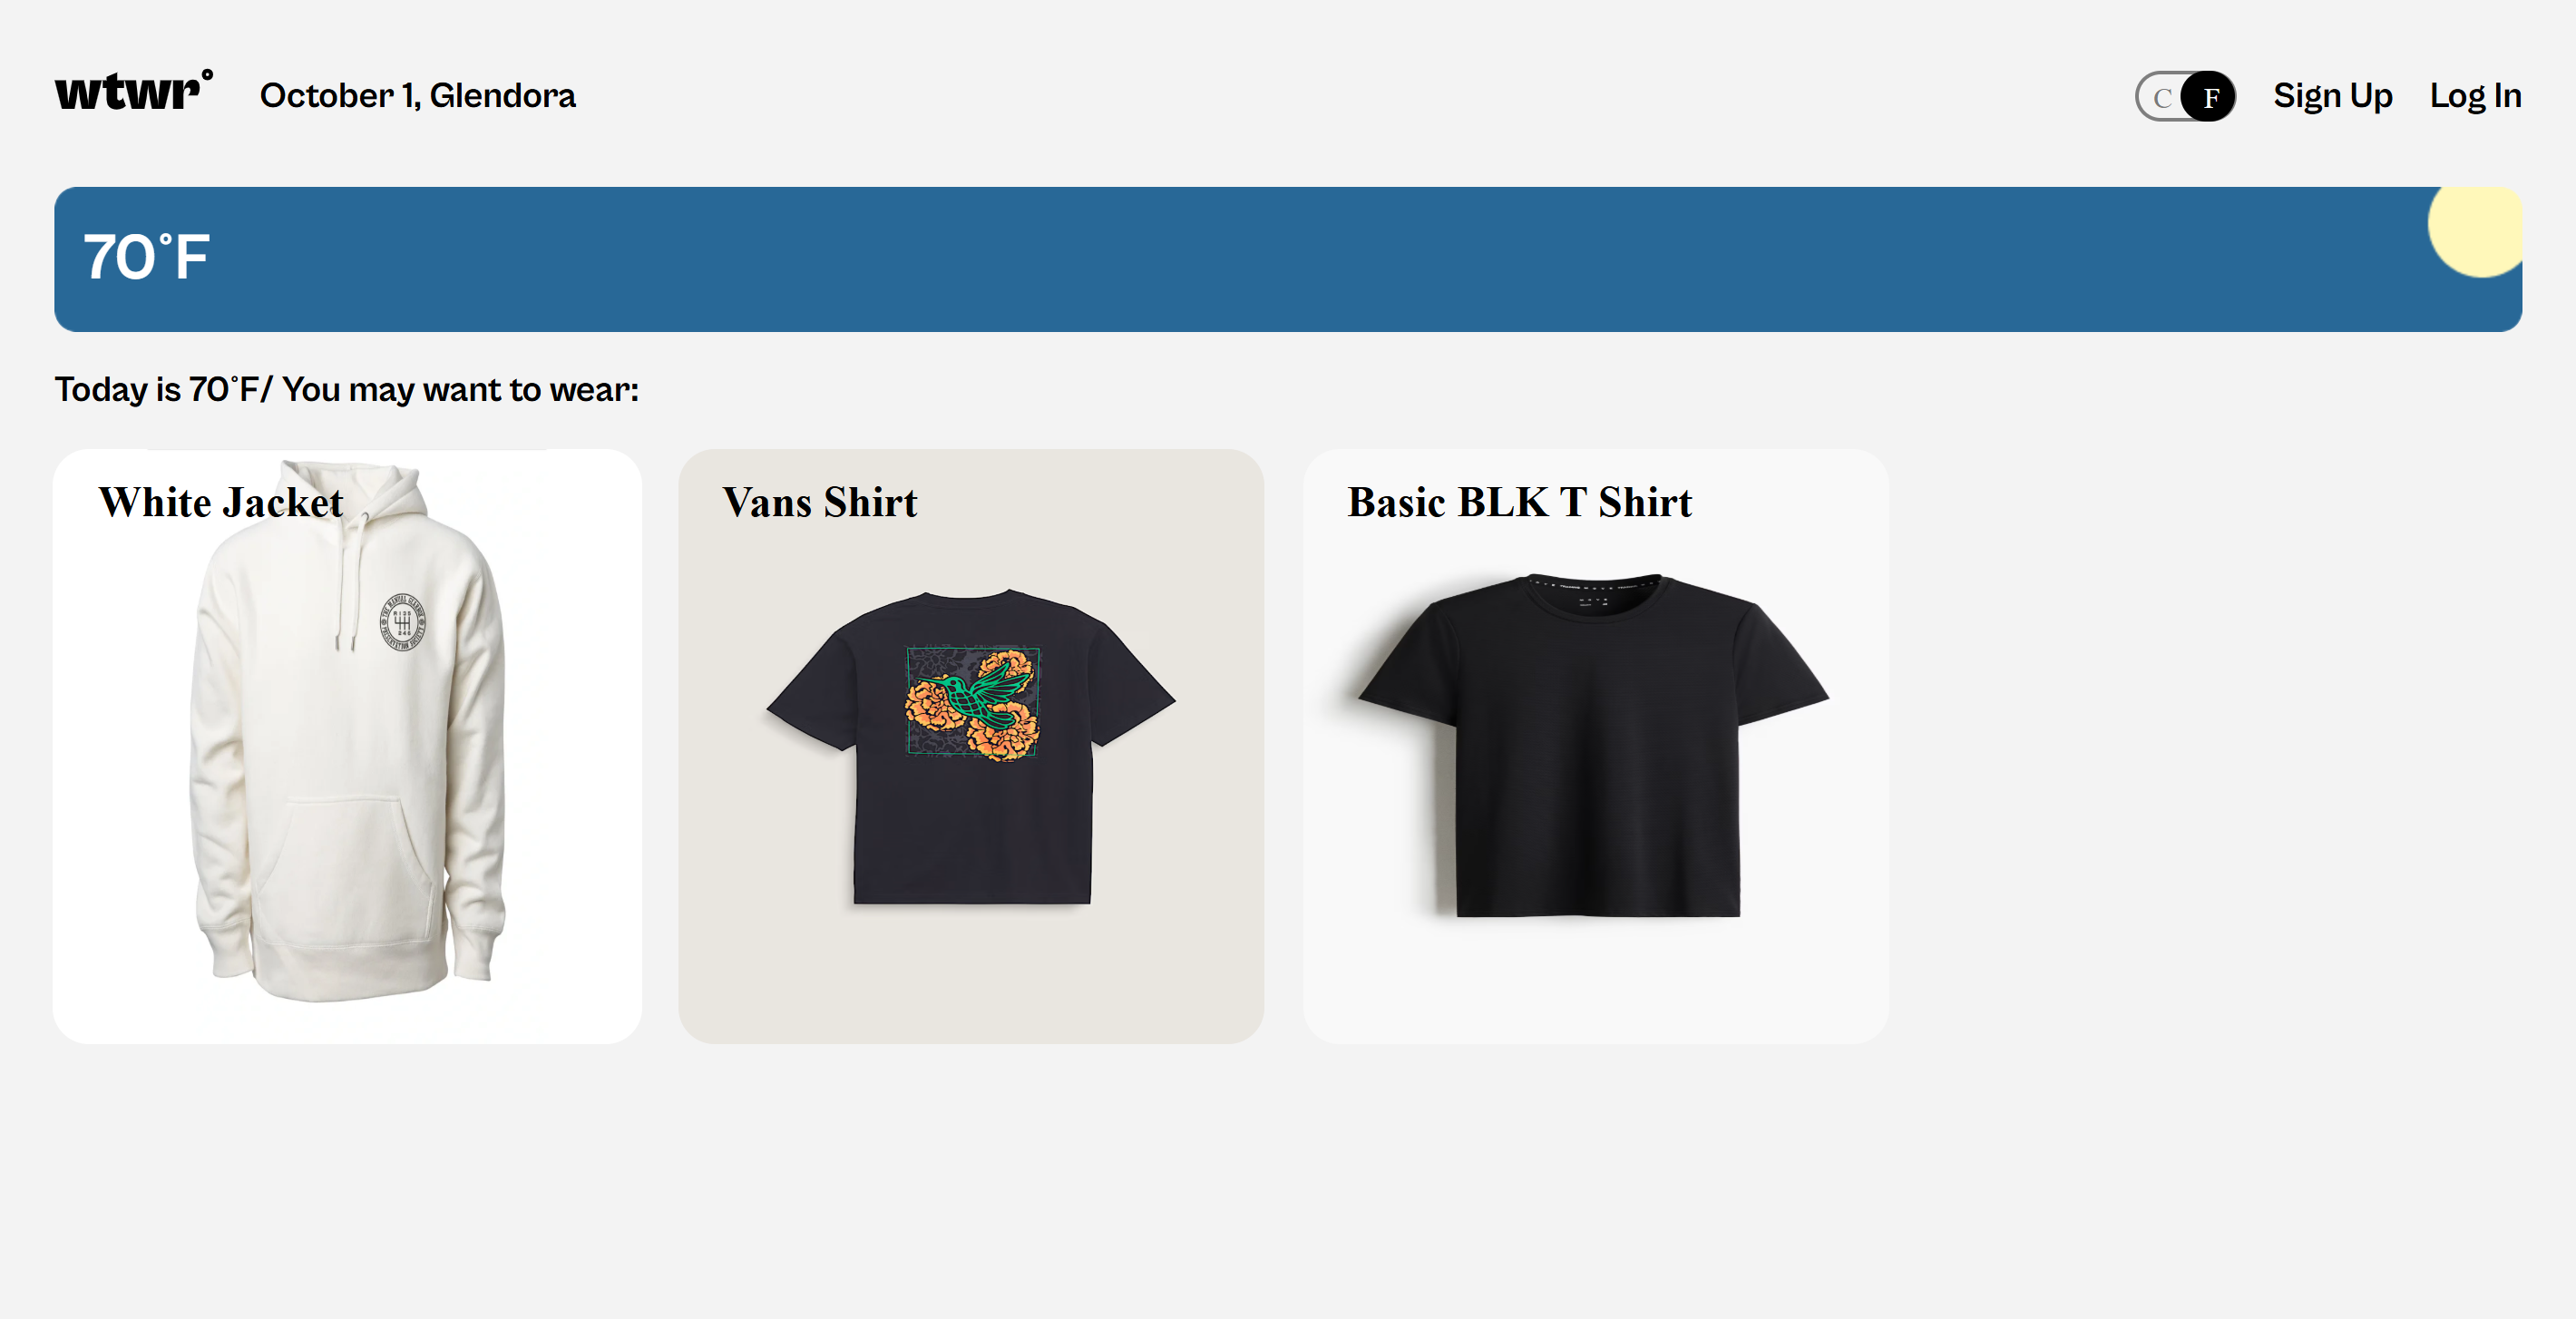 wtwr°
October 1, Glendora
C F
Sign Up
Log In
70°F
Today is 70°F/ You may want to wear:
White Jacket
Vans Shirt
Basic BLK T Shirt